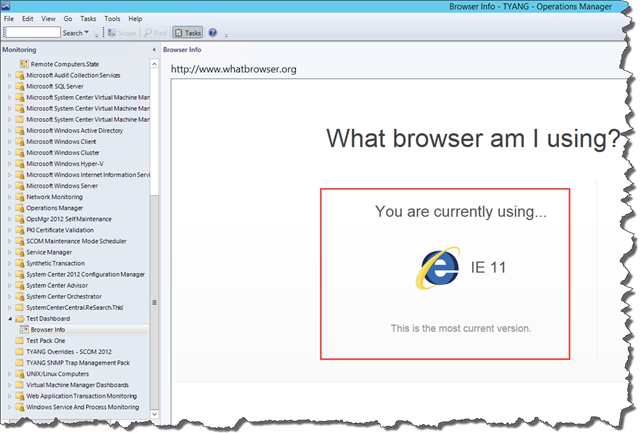 Browser Info - TYANG - Operations Manager
File Edit View Go Tasks Tools Help
Search Scope Find Tasks
Monitoring
Remote Computers.State
Microsoft Audit Collection Services
Microsoft SQL Server
Microsoft System Center Virtual Machine Man
Microsoft System Center Virtual Machine Man
Microsoft System Center Virtual Machine Man
Microsoft Windows Active Directory
Microsoft Windows Client
Microsoft Windows Cluster
Microsoft Windows Hyper-V
Microsoft Windows Internet Information Servic
Microsoft Windows Server
Network Monitoring
Operations Manager
OpsMgr 2012 Self Maintenance
PKI Certificate Validation
SCOM Maintenance Mode Scheduler
Service Manager
Synthetic Transaction
System Center 2012 Configuration Manager
System Center Advisor
System Center Orchestrator
SystemCenterCentral.ReSearch.This!
Test Dashboard
Browser Info
Test Pack One
TYANG Overrides - SCOM 2012
TYANG SNMP Trap Management Pack
UNIX/Linux Computers
Virtual Machine Manager Dashboards
Web Application Transaction Monitoring
Windows Service And Process Monitoring
Browser Info
http://www.whatbrowser.org
What browser am I using?
You are currently using...
IE 11
This is the most current version.